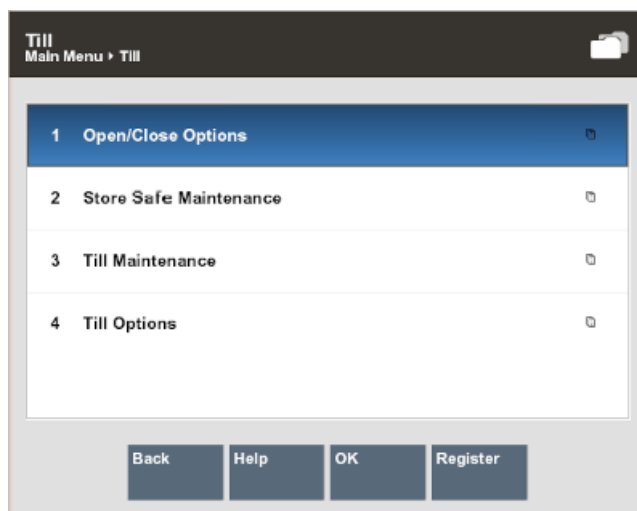 Till
Main Menu ▸ Till
1 Open/Close Options
2 Store Safe Maintenance
3 Till Maintenance
4 Till Options
Back Help OK Register